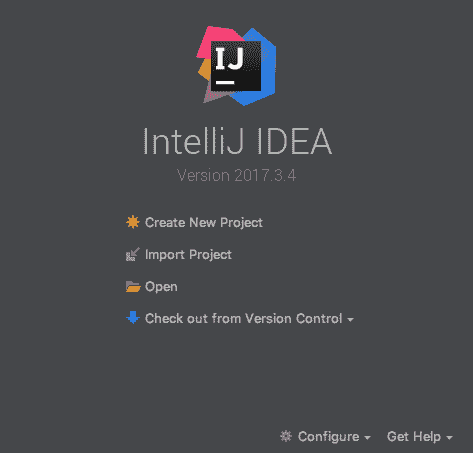 IJ
IntelliJ IDEA
Version 2017.3.4
Create New Project
Import Project
Open
Check out from Version Control
Configure Get Help